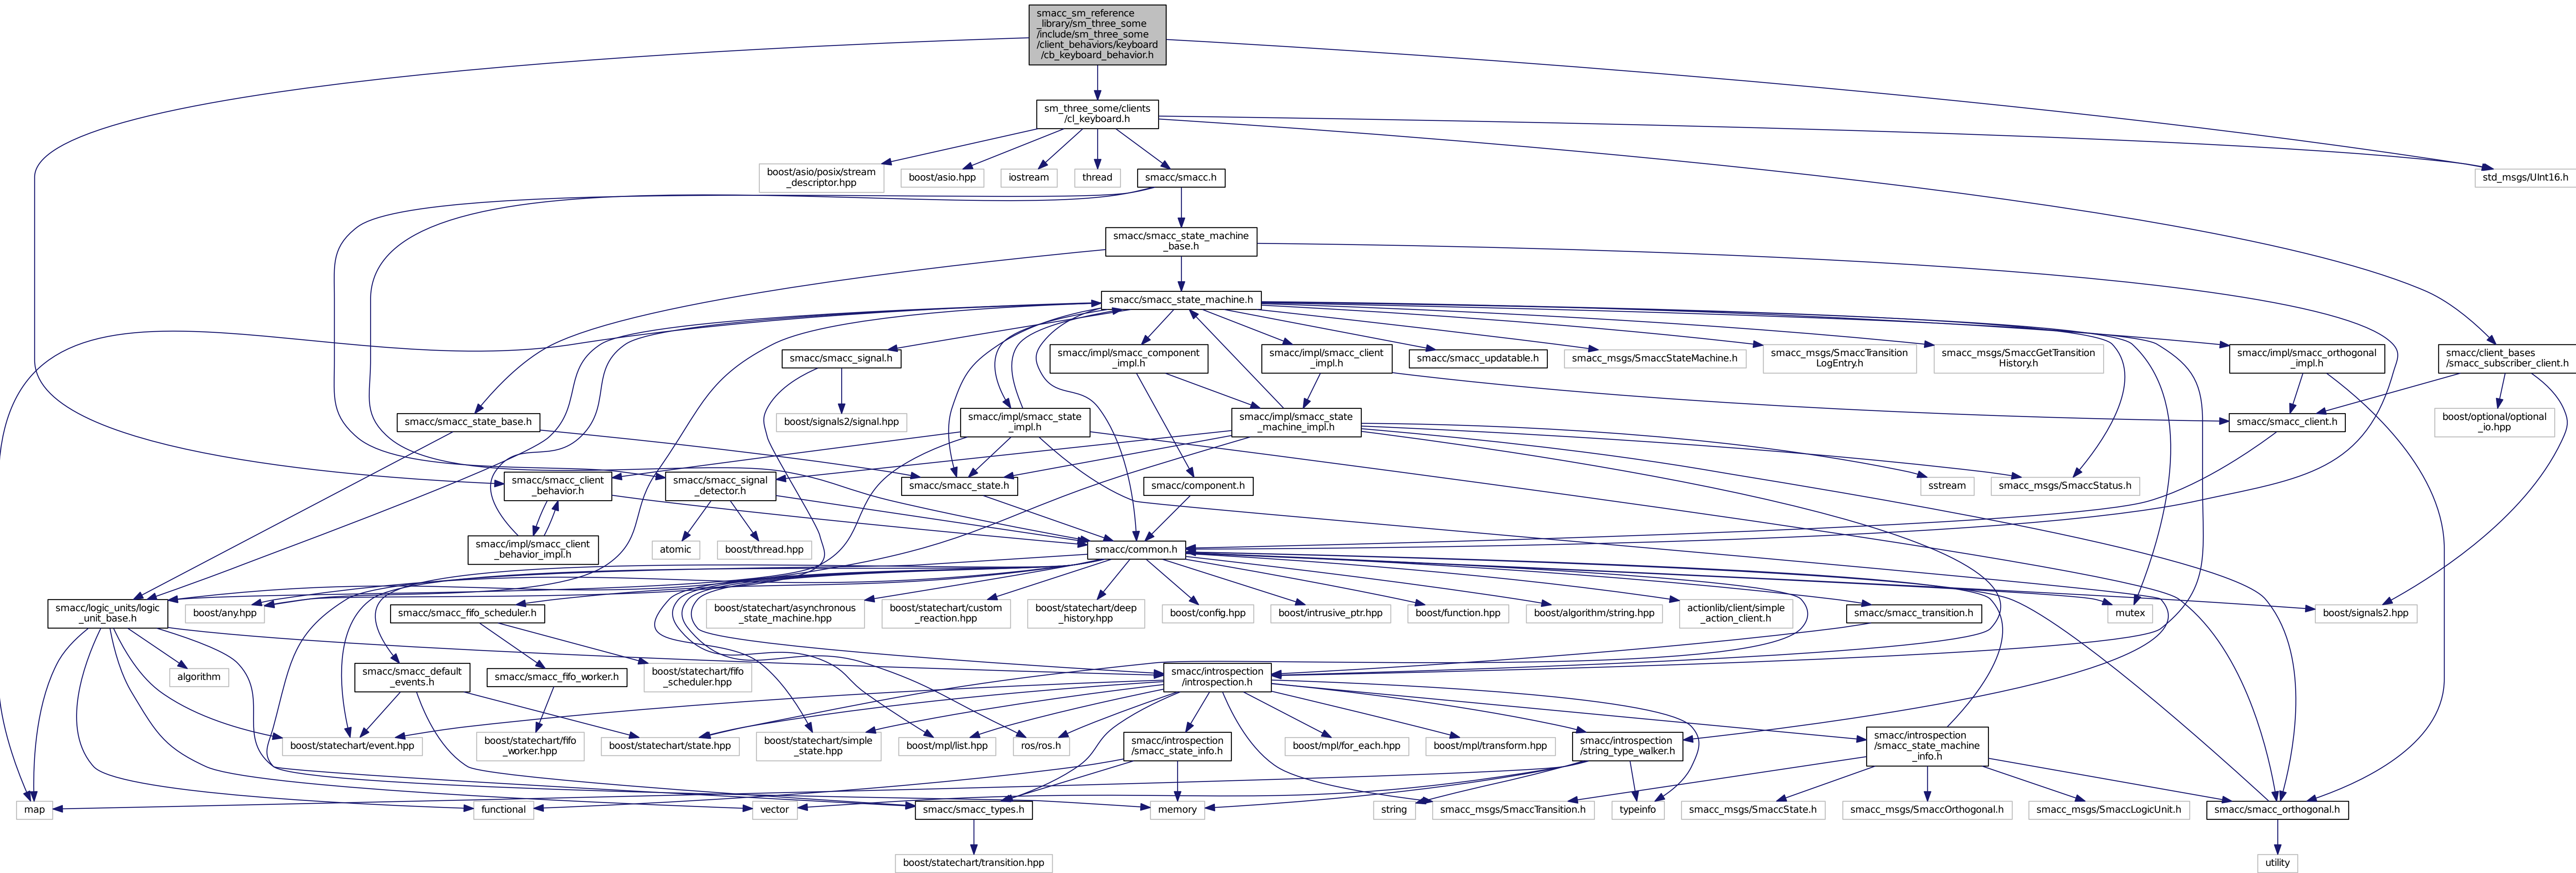 smacc_sm_reference
_library/sm_three_some
/include/sm_three_some
/client_behaviors/keyboard
/cb_keyboard_behavior.h
sm_three_some/clients
/cl_keyboard.h
boost/asio/posix/stream
_descriptor.hpp
boost/asio.hpp
iostream
thread
smacc/smacc.h
std_msgs/UInt16.h
smacc/smacc_state_machine
_base.h
smacc/smacc_state_machine.h
smacc/smacc_signal.h
smacc/impl/smacc_component
_impl.h
smacc/impl/smacc_client
_impl.h
smacc/smacc_updatable.h
smacc_msgs/SmaccStateMachine.h
smacc_msgs/SmaccTransition
LogEntry.h
smacc_msgs/SmaccGetTransition
History.h
smacc/impl/smacc_orthogonal
_impl.h
smacc/client_bases
/smacc_subscriber_client.h
smacc/smacc_state_base.h
boost/signals2/signal.hpp
smacc/impl/smacc_state
_impl.h
smacc/impl/smacc_state
_machine_impl.h
smacc/smacc_client.h
boost/optional/optional
_io.hpp
smacc/smacc_client
_behavior.h
smacc/smacc_signal
_detector.h
smacc/smacc_state.h
smacc/component.h
sstream
smacc_msgs/SmaccStatus.h
smacc/impl/smacc_client
_behavior_impl.h
atomic
boost/thread.hpp
smacc/common.h
smacc/logic_units/logic
_unit_base.h
boost/any.hpp
smacc/smacc_fifo_scheduler.h
boost/statechart/asynchronous
_state_machine.hpp
boost/statechart/custom
_reaction.hpp
boost/statechart/deep
_history.hpp
boost/config.hpp
boost/intrusive_ptr.hpp
boost/function.hpp
boost/algorithm/string.hpp
actionlib/client/simple
_action_client.h
smacc/smacc_transition.h
mutex
boost/signals2.hpp
algorithm
smacc/smacc_default
_events.h
smacc/smacc_fifo_worker.h
boost/statechart/fifo
_scheduler.hpp
smacc/introspection
/introspection.h
boost/statechart/event.hpp
boost/statechart/fifo
_worker.hpp
boost/statechart/state.hpp
boost/statechart/simple
_state.hpp
boost/mpl/list.hpp
ros/ros.h
smacc/introspection
/smacc_state_info.h
boost/mpl/for_each.hpp
boost/mpl/transform.hpp
smacc/introspection
/string_type_walker.h
smacc/introspection
/smacc_state_machine
_info.h
map
functional
vector
smacc/smacc_types.h
memory
string
smacc_msgs/SmaccTransition.h
typeinfo
smacc_msgs/SmaccState.h
smacc_msgs/SmaccOrthogonal.h
smacc_msgs/SmaccLogicUnit.h
smacc/smacc_orthogonal.h
boost/statechart/transition.hpp
utility